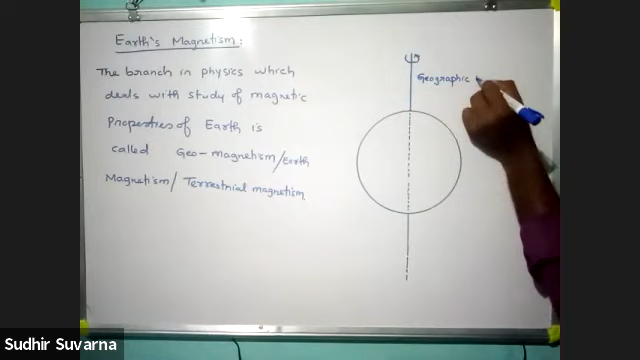 Earth's Magnetism:
The branch in physics which
deals with study of magnetic
Properties of Earth is
called Geo-magnetism/Earth
Magnetism/Terrestrial magnetism
Geographic
Sudhir Suvarna